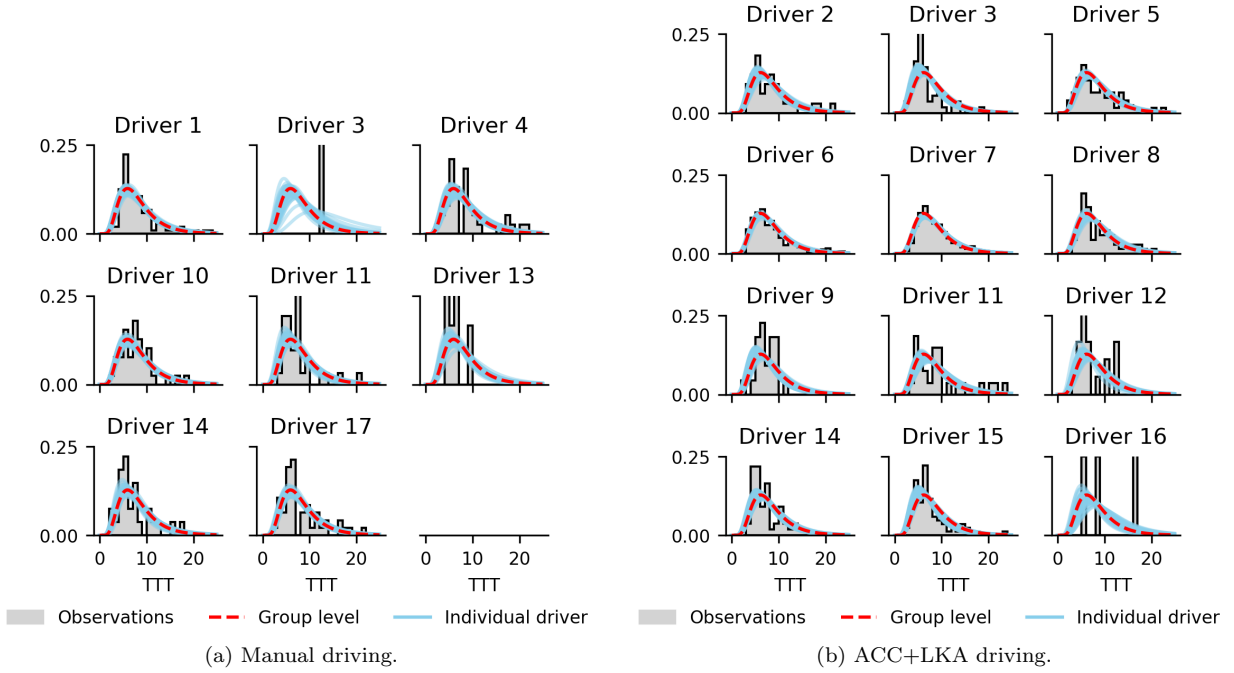 Driver 1 Driver 3 Driver 4
0.25
0.00
Driver 10 Driver 11 Driver 13
0.25
0.00
Driver 14 Driver 17
0.25
0.00
0 10 20 0 10 20 0 10 20
TTT TTT TTT
Observations Group level Individual driver
(a) Manual driving.
Driver 2 Driver 3 Driver 5
0.25
0.00
Driver 6 Driver 7 Driver 8
0.25
0.00
Driver 9 Driver 11 Driver 12
0.25
0.00
Driver 14 Driver 15 Driver 16
0.25
0.00
0 10 20 0 10 20 0 10 20
TTT TTT TTT
Observations Group level Individual driver
(b) ACC+LKA driving.